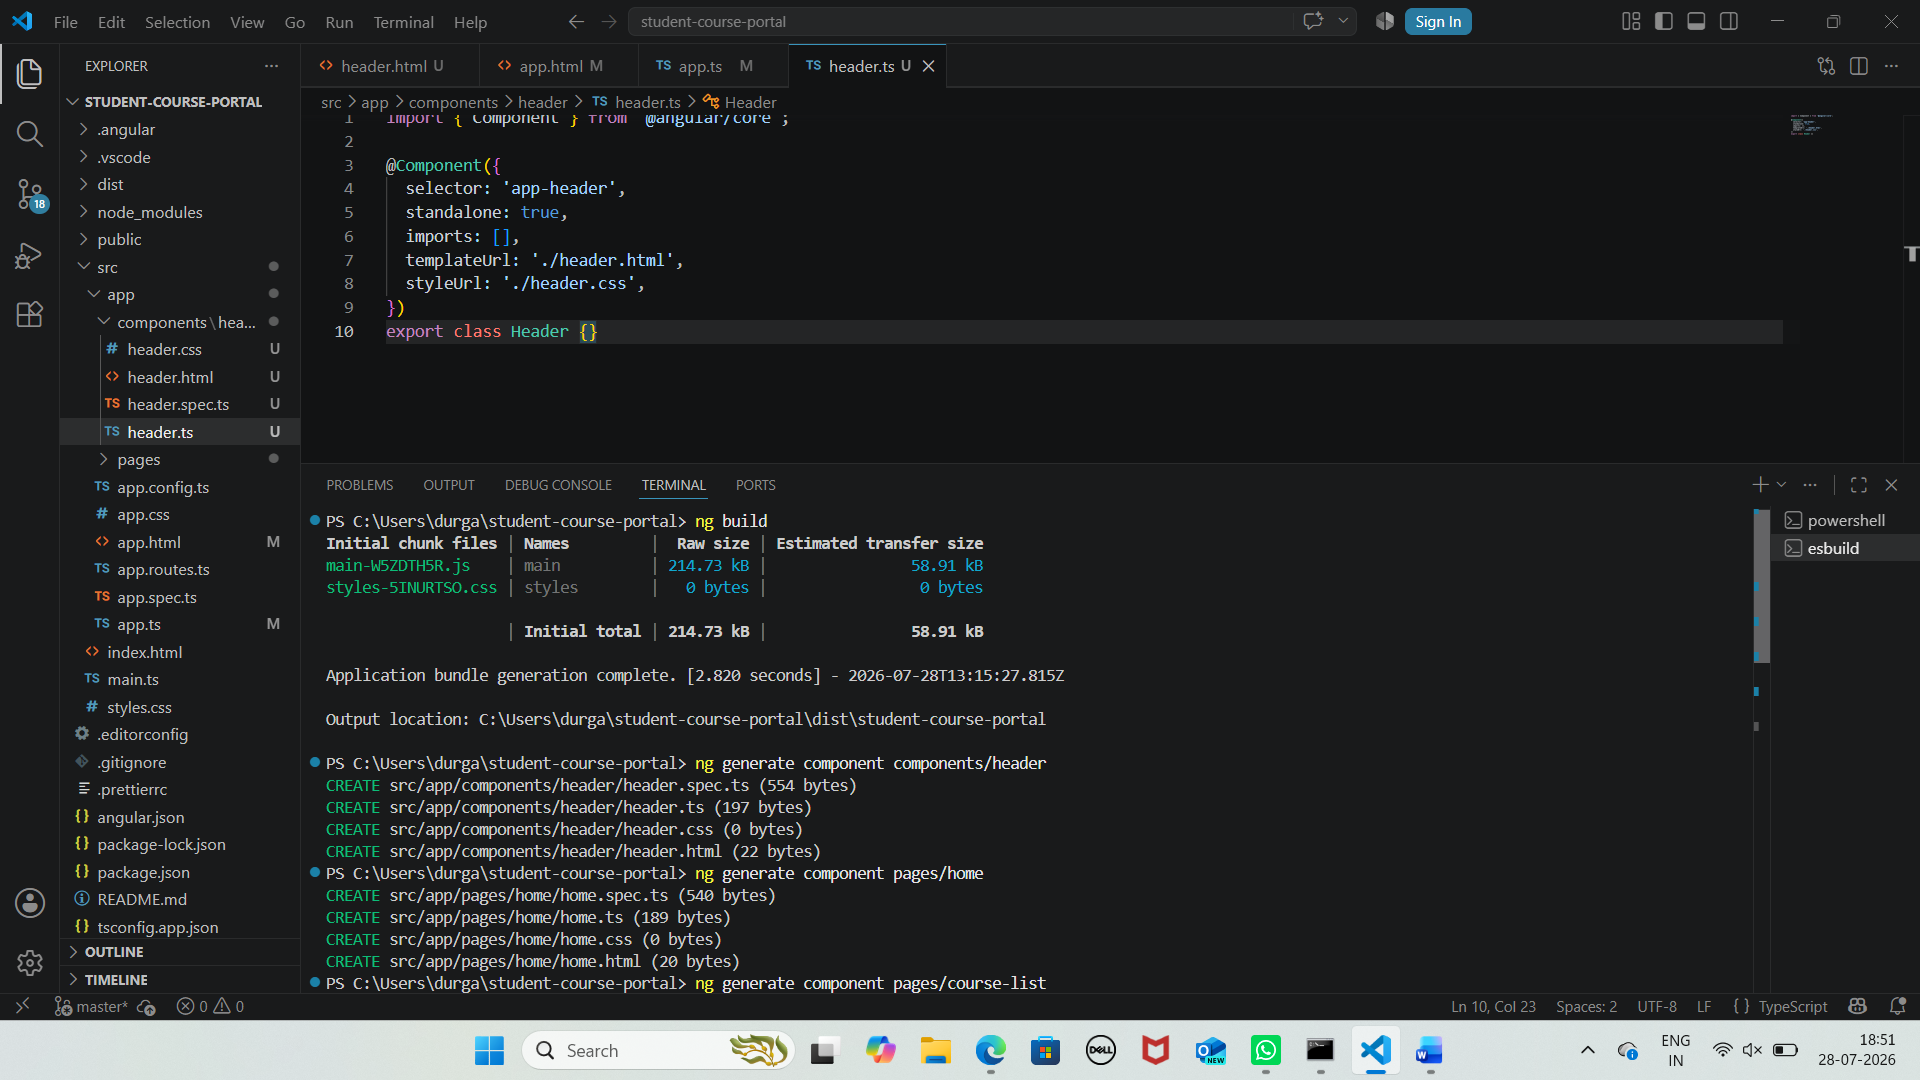 File Edit Selection View Go Run Terminal Help
student-course-portal
Sign In
EXPLORER
STUDENT-COURSE-PORTAL
.angular
.vscode
dist
node_modules
public
src
app
components\hea...
header.css U
header.html U
header.spec.ts U
header.ts U
pages
app.config.ts
app.css
app.html M
app.routes.ts
app.spec.ts
app.ts M
index.html
main.ts
styles.css
.editorconfig
.gitignore
.prettierrc
angular.json
package-lock.json
package.json
README.md
tsconfig.app.json
OUTLINE
TIMELINE
18
header.html U
app.html M
TS app.ts M
TS header.ts U
src > app > components > header > TS header.ts > Header
1 import { Component } from '@angular/core';
2
3 @Component({
4 selector: 'app-header',
5 standalone: true,
6 imports: [],
7 templateUrl: './header.html',
8 styleUrl: './header.css',
9 })
10 export class Header {}
PROBLEMS OUTPUT DEBUG CONSOLE TERMINAL PORTS
powershell
esbuild
PS C:\Users\durga\student-course-portal> ng build
Initial chunk files | Names | Raw size | Estimated transfer size
main-W5ZDTH5R.js | main | 214.73 kB | 58.91 kB
styles-5INURTSO.css | styles | 0 bytes | 0 bytes
| Initial total | 214.73 kB | 58.91 kB
Application bundle generation complete. [2.820 seconds] - 2026-07-28T13:15:27.815Z
Output location: C:\Users\durga\student-course-portal\dist\student-course-portal
PS C:\Users\durga\student-course-portal> ng generate component components/header
CREATE src/app/components/header/header.spec.ts (554 bytes)
CREATE src/app/components/header/header.ts (197 bytes)
CREATE src/app/components/header/header.css (0 bytes)
CREATE src/app/components/header/header.html (22 bytes)
PS C:\Users\durga\student-course-portal> ng generate component pages/home
CREATE src/app/pages/home/home.spec.ts (540 bytes)
CREATE src/app/pages/home/home.ts (189 bytes)
CREATE src/app/pages/home/home.css (0 bytes)
CREATE src/app/pages/home/home.html (20 bytes)
PS C:\Users\durga\student-course-portal> ng generate component pages/course-list
master* 0 0
Ln 10, Col 23 Spaces: 2 UTF-8 LF {} TypeScript
Search
DELL
NEW
ENG
IN
18:51
28-07-2026